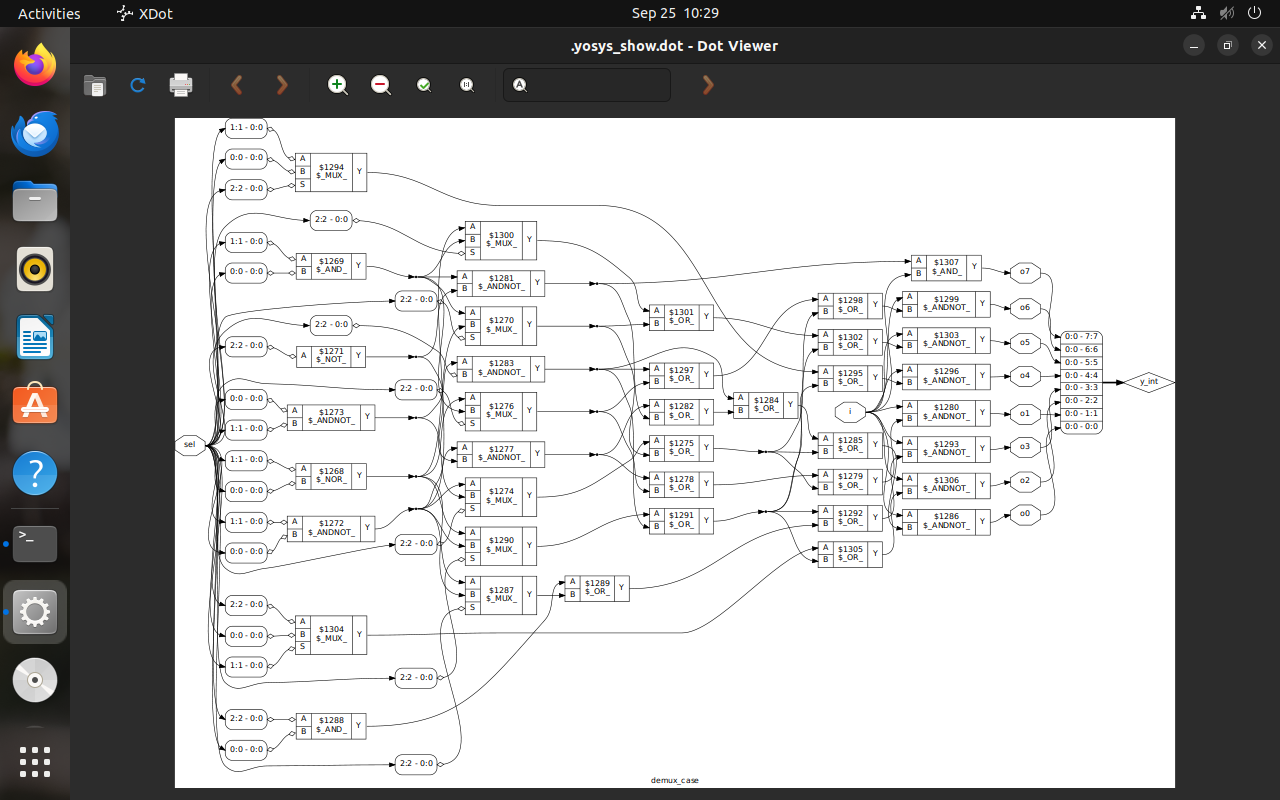 Activities
XDot
Sep 25 10:29
.yosys_show.dot - Dot Viewer
sel
1:1 - 0:0
0:0 - 0:0
2:2 - 0:0
A
B
S
$1294
$_MUX_
Y
2:2 - 0:0
1:1 - 0:0
0:0 - 0:0
A
B
$1269
$_AND_
Y
2:2 - 0:0
2:2 - 0:0
2:2 - 0:0
A
$1271
$_NOT_
Y
2:2 - 0:0
0:0 - 0:0
1:1 - 0:0
A
B
$1273
$_ANDNOT_
Y
1:1 - 0:0
0:0 - 0:0
A
B
$1268
$_NOR_
Y
1:1 - 0:0
0:0 - 0:0
A
B
$1272
$_ANDNOT_
Y
2:2 - 0:0
2:2 - 0:0
0:0 - 0:0
1:1 - 0:0
A
B
S
$1304
$_MUX_
Y
2:2 - 0:0
2:2 - 0:0
0:0 - 0:0
A
B
$1288
$_AND_
Y
2:2 - 0:0
A
B
S
$1300
$_MUX_
Y
A
B
$1281
$_ANDNOT_
Y
A
B
S
$1270
$_MUX_
Y
A
B
$1283
$_ANDNOT_
Y
A
B
S
$1276
$_MUX_
Y
A
B
$1277
$_ANDNOT_
Y
A
B
S
$1274
$_MUX_
Y
A
B
S
$1290
$_MUX_
Y
A
B
S
$1287
$_MUX_
Y
A
B
$1289
$_OR_
Y
A
B
$1301
$_OR_
Y
A
B
$1297
$_OR_
Y
A
B
$1282
$_OR_
Y
A
B
$1275
$_OR_
Y
A
B
$1278
$_OR_
Y
A
B
$1291
$_OR_
Y
A
B
$1284
$_OR_
Y
A
B
$1298
$_OR_
Y
A
B
$1302
$_OR_
Y
A
B
$1295
$_OR_
Y
i
A
B
$1285
$_OR_
Y
A
B
$1279
$_OR_
Y
A
B
$1292
$_OR_
Y
A
B
$1305
$_OR_
Y
A
B
$1307
$_AND_
Y
A
B
$1299
$_ANDNOT_
Y
A
B
$1303
$_ANDNOT_
Y
A
B
$1296
$_ANDNOT_
Y
A
B
$1280
$_ANDNOT_
Y
A
B
$1293
$_ANDNOT_
Y
A
B
$1306
$_ANDNOT_
Y
A
B
$1286
$_ANDNOT_
Y
o7
o6
o5
o4
o1
o3
o2
o0
0:0 - 7:7
0:0 - 6:6
0:0 - 5:5
0:0 - 4:4
0:0 - 3:3
0:0 - 2:2
0:0 - 1:1
0:0 - 0:0
y_int
demux_case